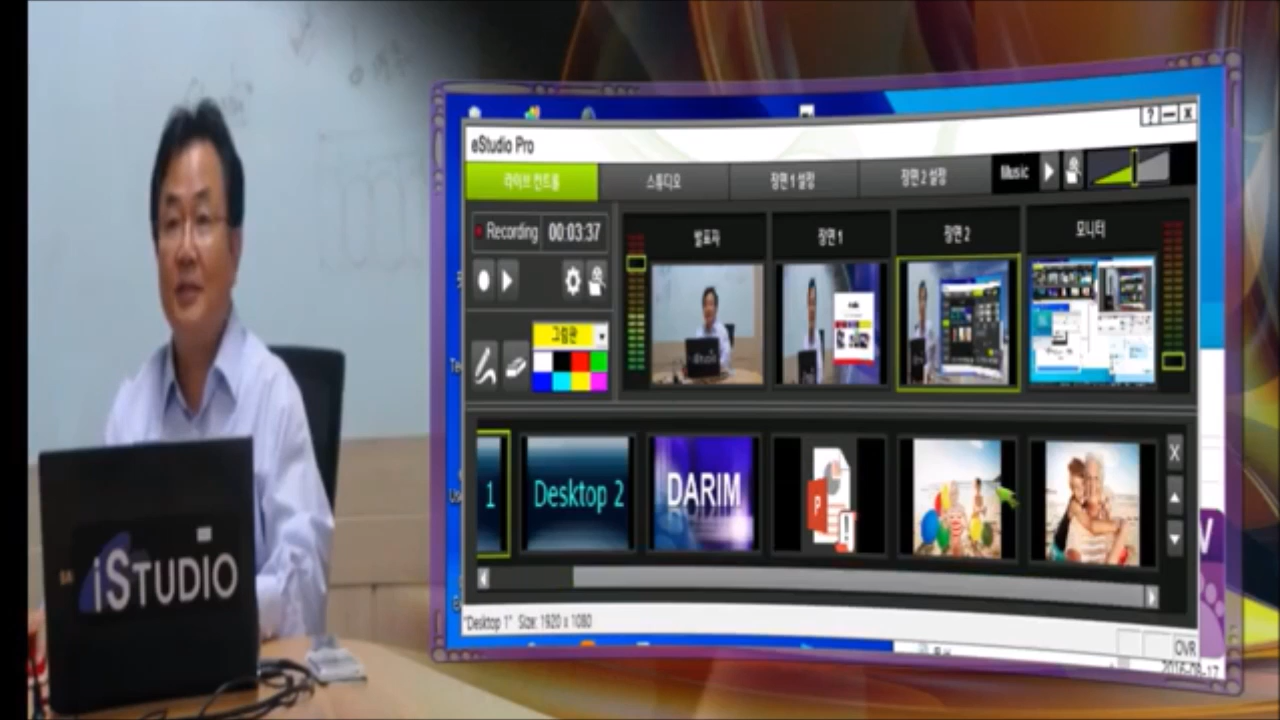 eStudio Pro
라이브 컨트롤
스튜디오
장면 1 설정
장면 2 설정
Music
Recording
00:03:37
발표자
장면 1
장면 2
모니터
그림판
1
Desktop 2
DARIM
P
iSTUDIO
"Desktop 1" Size: 1920 x 1080
OVR